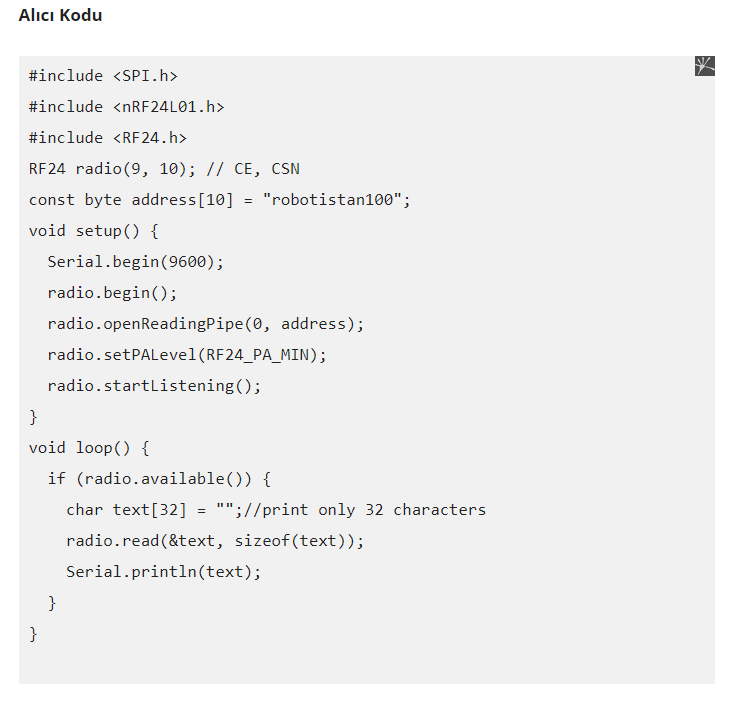 Alıcı Kodu
#include <SPI.h>
#include <nRF24L01.h>
#include <RF24.h>
RF24 radio(9, 10); // CE, CSN
const byte address[10] = "robotistan100";
void setup() {
  Serial.begin(9600);
  radio.begin();
  radio.openReadingPipe(0, address);
  radio.setPALevel(RF24_PA_MIN);
  radio.startListening();
}
void loop() {
  if (radio.available()) {
    char text[32] = "";//print only 32 characters
    radio.read(&text, sizeof(text));
    Serial.println(text);
  }
}